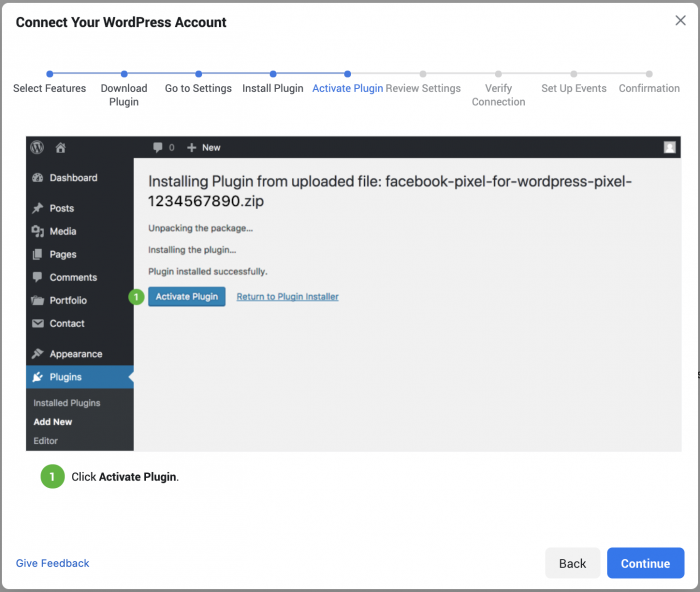 Connect Your WordPress Account
Select Features
Download Plugin
Go to Settings
Install Plugin
Activate Plugin
Review Settings
Verify Connection
Set Up Events
Confirmation
0 New
Dashboard
Posts
Media
Pages
Comments
Portfolio
Contact
Appearance
Plugins
Installed Plugins
Add New
Editor
Installing Plugin from uploaded file: facebook-pixel-for-wordpress-pixel-
1234567890.zip
Unpacking the package...
Installing the plugin...
Plugin installed successfully.
1 Activate Plugin Return to Plugin Installer
1 Click Activate Plugin.
Give Feedback
Back
Continue